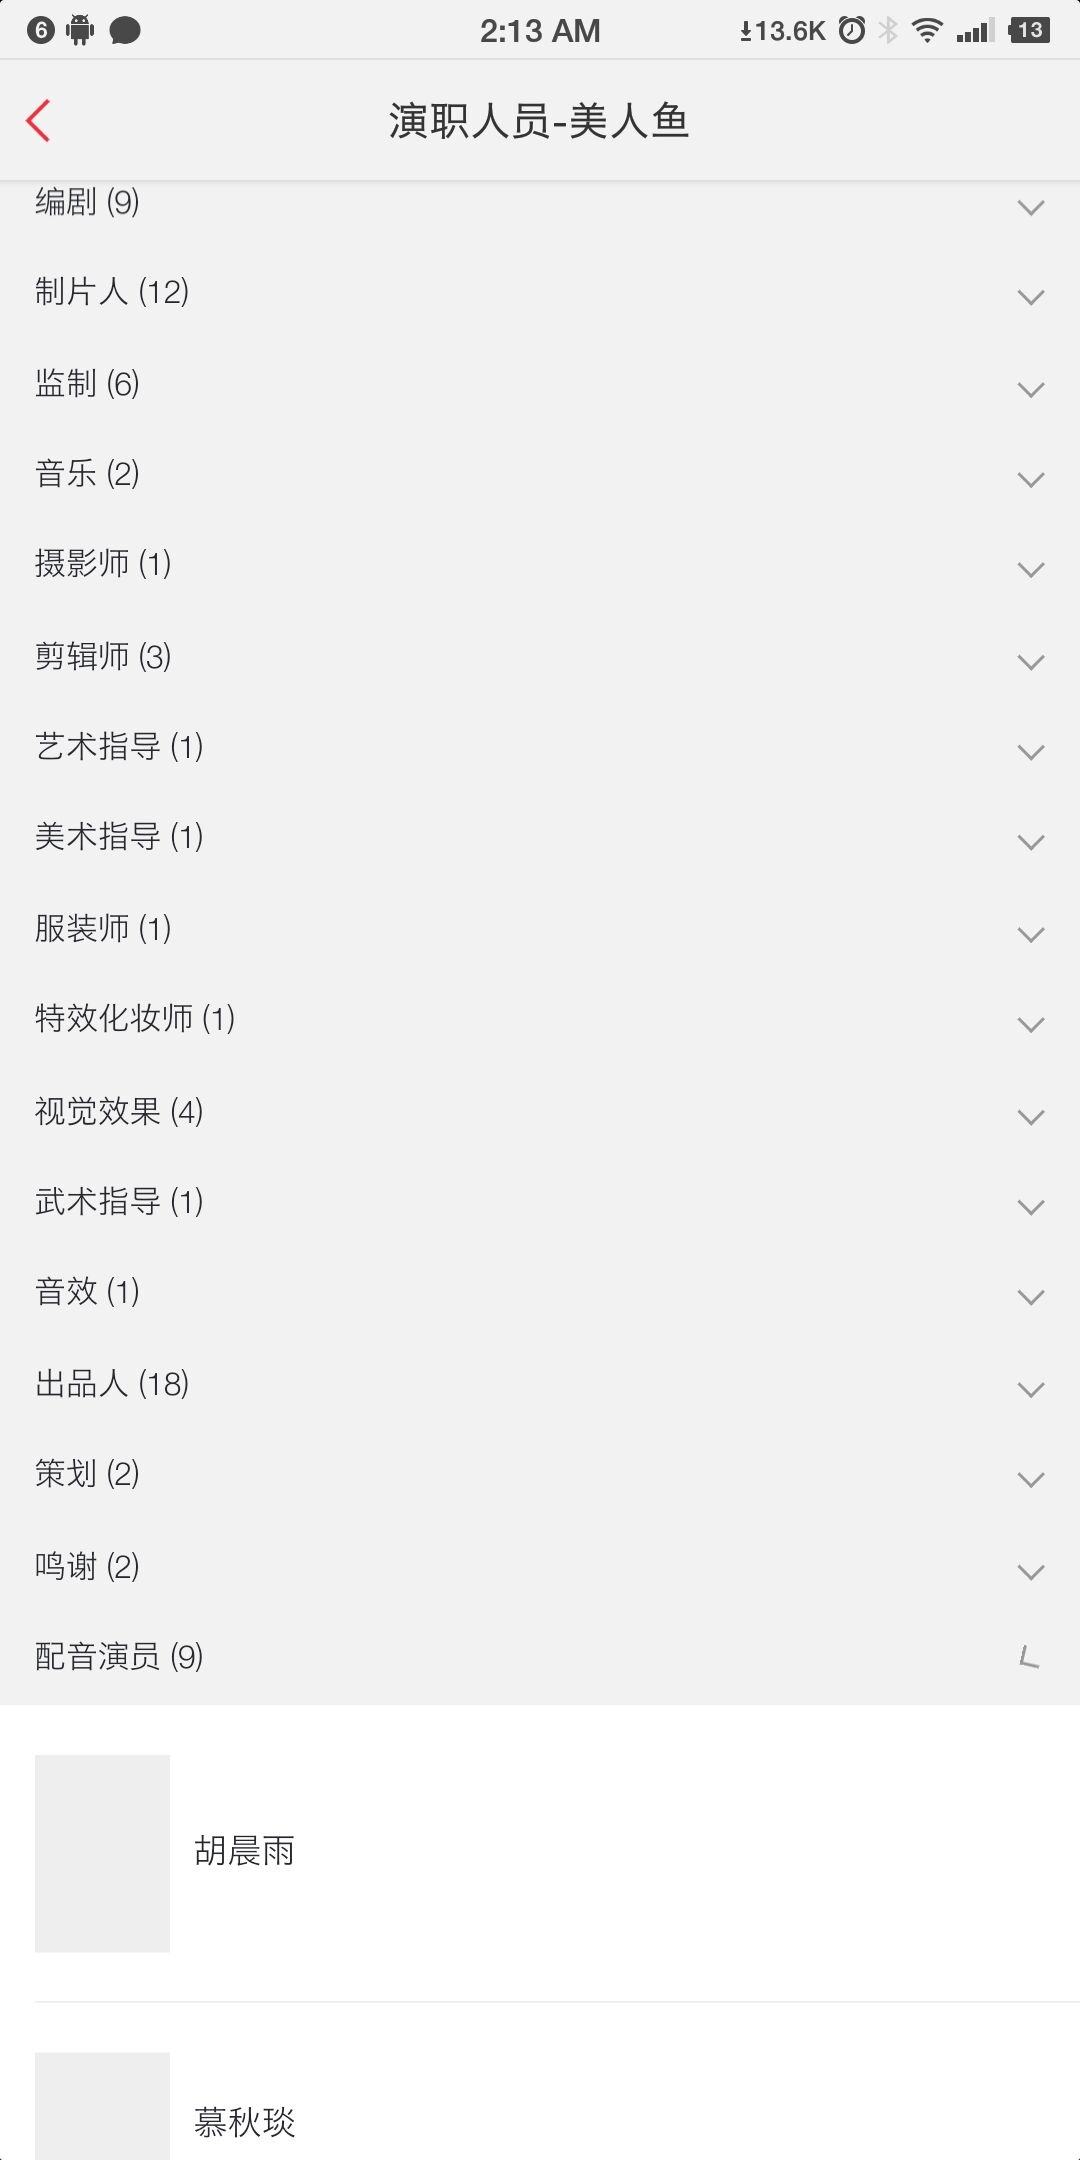 6
2:13 AM
13.6K
13
演职人员-美人鱼
编剧 (9)
制片人 (12)
监制 (6)
音乐 (2)
摄影师 (1)
剪辑师 (3)
艺术指导 (1)
美术指导 (1)
服装师 (1)
特效化妆师 (1)
视觉效果 (4)
武术指导 (1)
音效 (1)
出品人 (18)
策划 (2)
鸣谢 (2)
配音演员 (9)
胡晨雨
慕秋琰